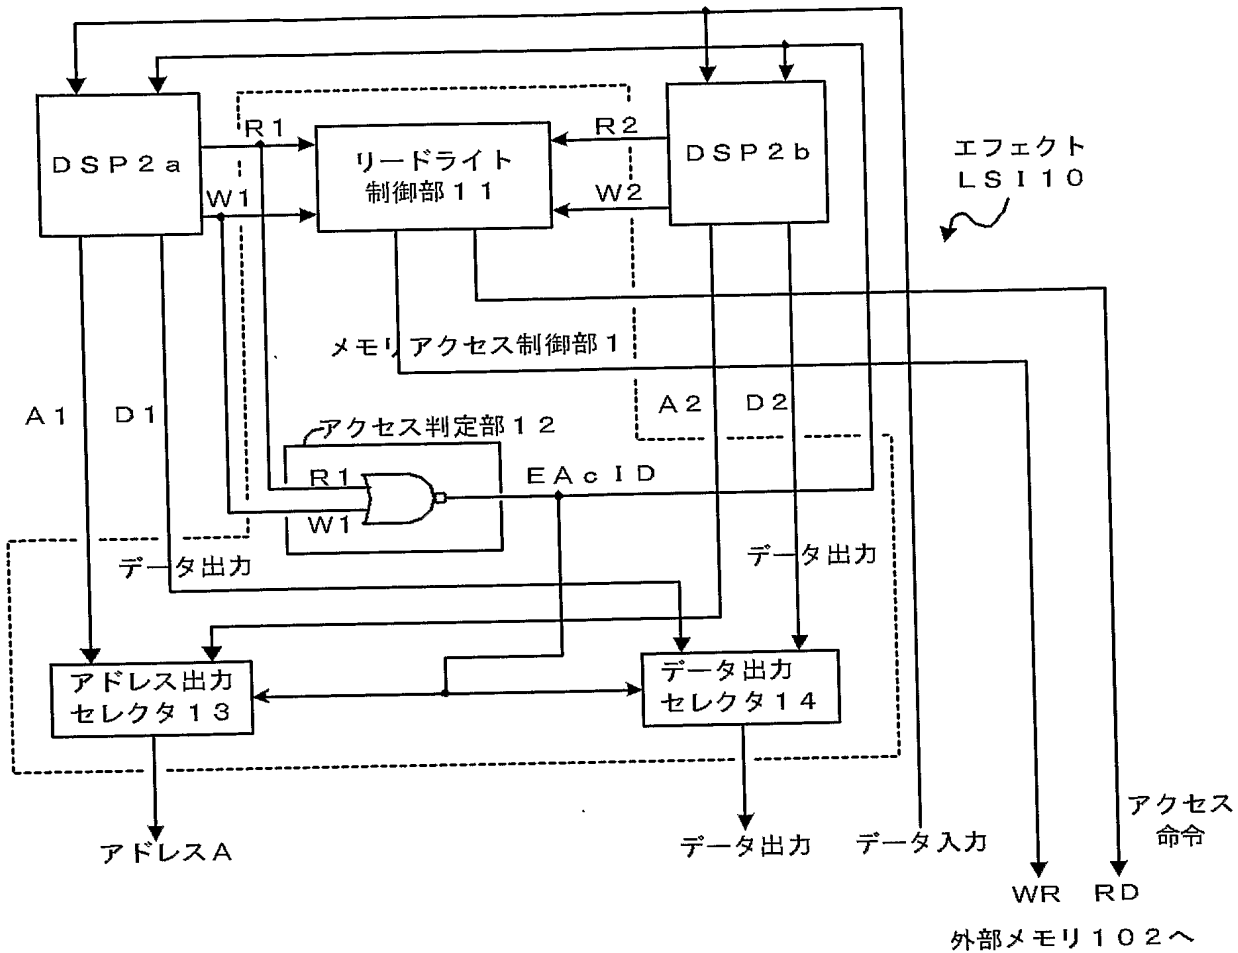 DSP2a
R1
W1
リードライト
制御部11
R2
W2
DSP2b
エフェクト
LSI10
メモリアクセス制御部1
A1
D1
A2
D2
アクセス判定部12
R1
W1
EAcID
データ出力
データ出力
アドレス出力
セレクタ13
データ出力
セレクタ14
アドレスA
データ出力
データ入力
アクセス
命令
WR
RD
外部メモリ102へ